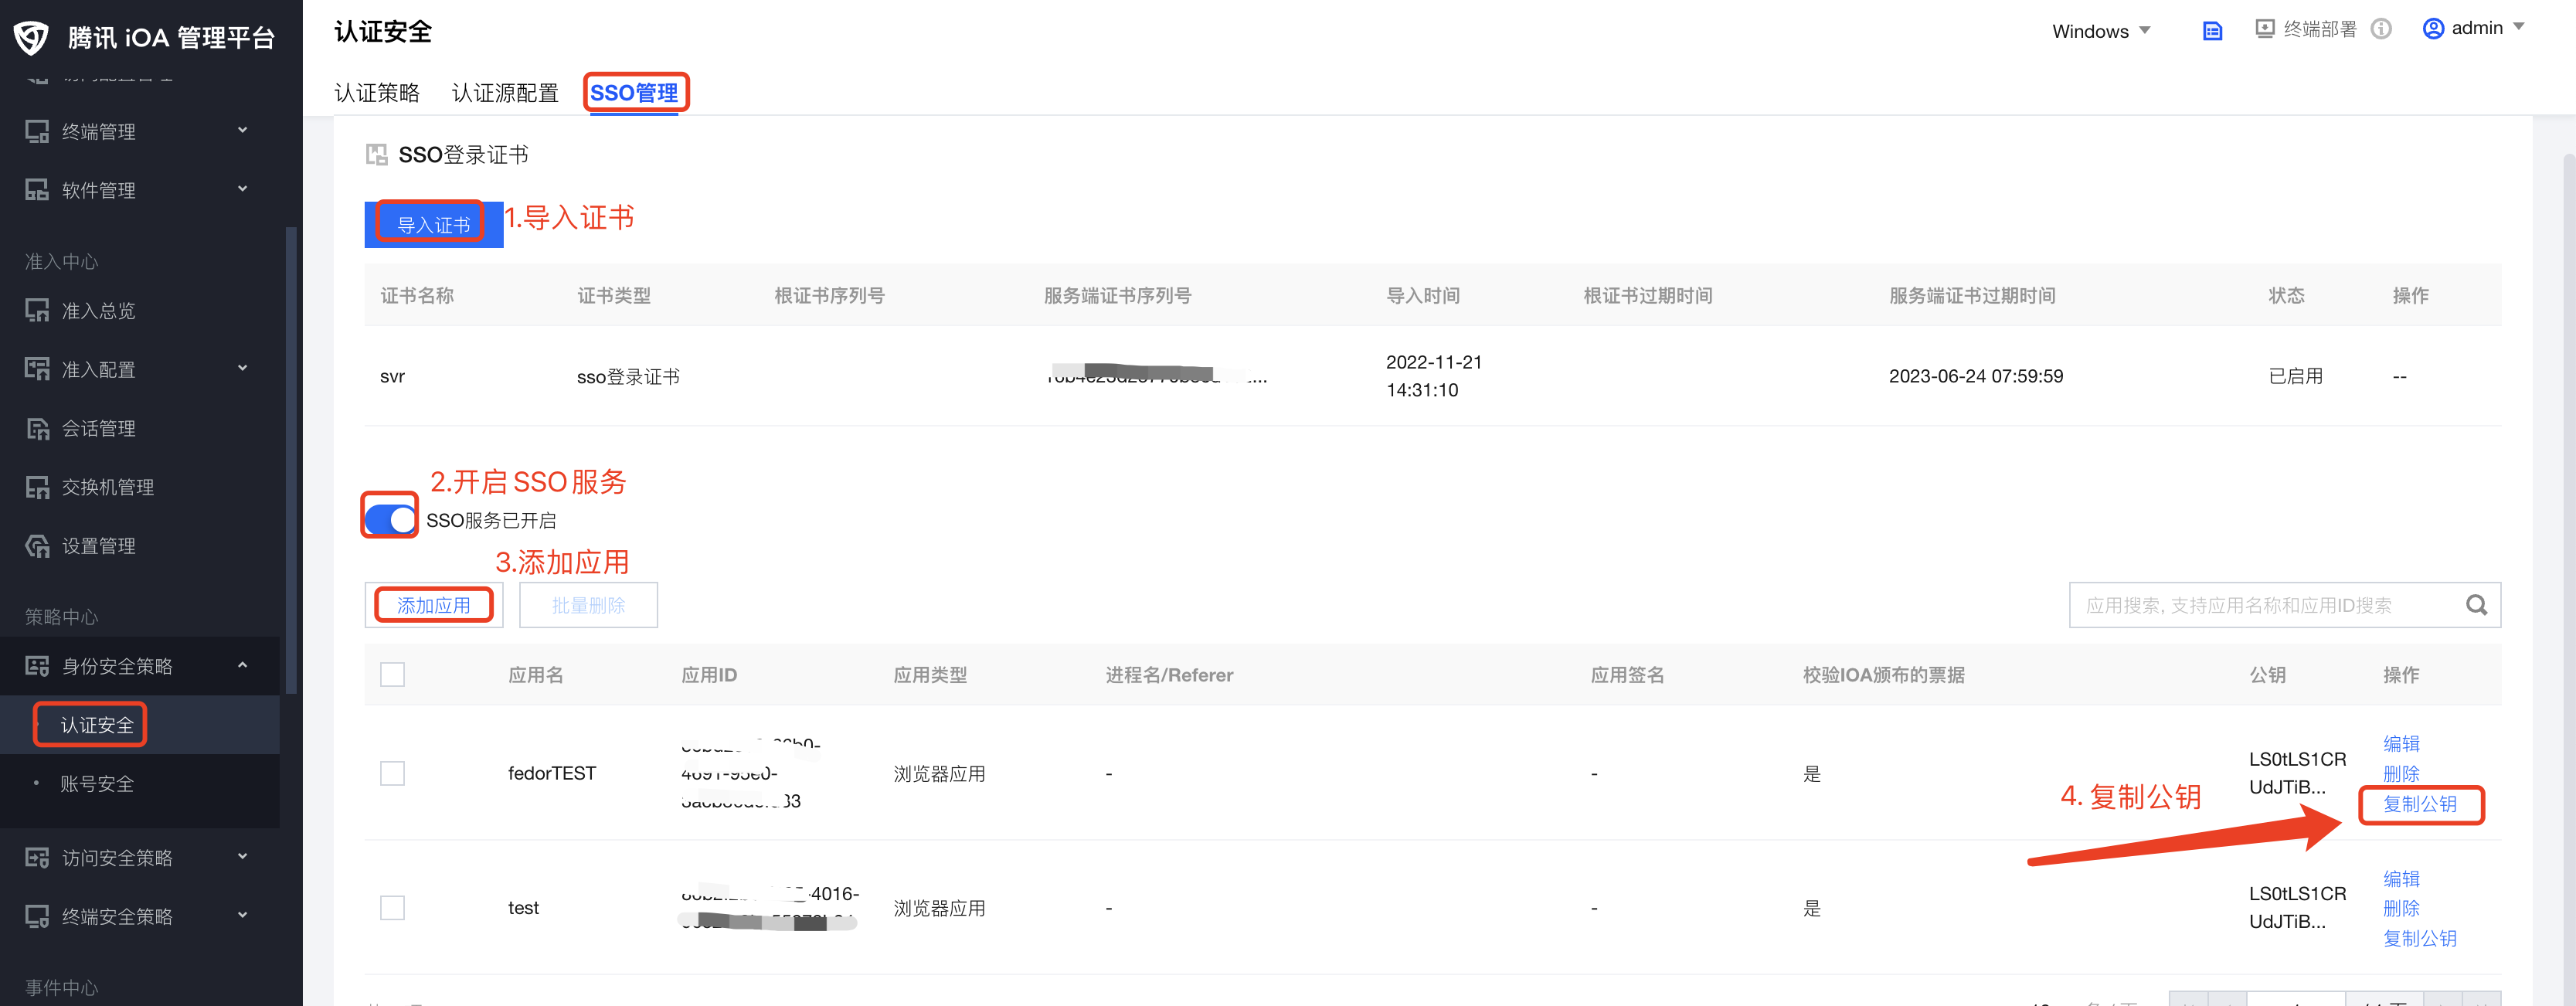 腾讯 iOA 管理平台
终端管理
软件管理
准入中心
准入总览
准入配置
会话管理
交换机管理
设置管理
策略中心
身份安全策略
认证安全
账号安全
访问安全策略
终端安全策略
事件中心
认证安全
Windows
终端部署
admin
认证策略 认证源配置 SSO管理
SSO登录证书
导入证书 1.导入证书
证书名称 证书类型 根证书序列号 服务端证书序列号 导入时间 根证书过期时间 服务端证书过期时间 状态 操作
svr sso登录证书 2022-11-21 14:31:10 2023-06-24 07:59:59 已启用 --
2.开启 SSO 服务
SSO服务已开启
3.添加应用
添加应用 批量删除 应用搜索, 支持应用名称和应用ID搜索
应用名 应用ID 应用类型 进程名/Referer 应用签名 校验IOA颁布的票据 公钥 操作
fedorTEST 浏览器应用 - - 是 LS0tLS1CR UdJTiB... 编辑 删除 复制公钥
4. 复制公钥
test 4016- 浏览器应用 - - 是 LS0tLS1CR UdJTiB... 编辑 删除 复制公钥